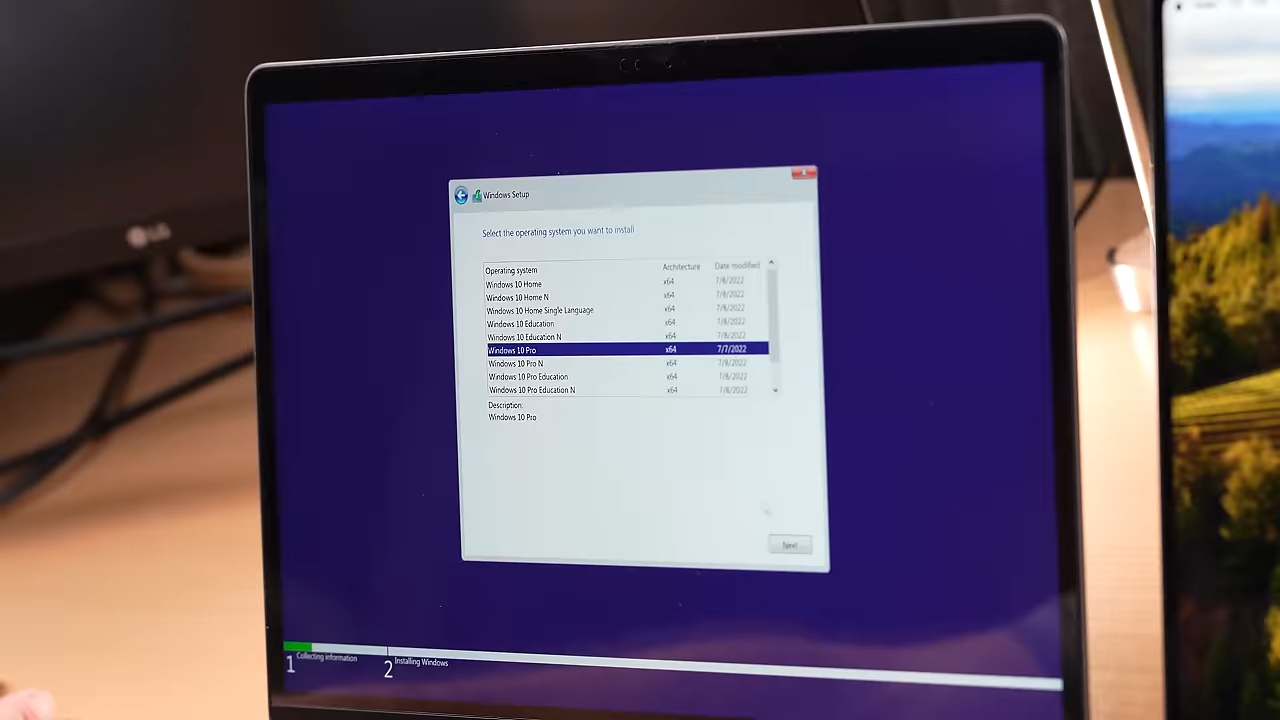 LG
Windows Setup
Select the operating system you want to install
Operating system Architecture Date modified
Windows 10 Home x64 7/8/2022
Windows 10 Home N x64 7/8/2022
Windows 10 Home Single Language x64 7/8/2022
Windows 10 Education x64 7/8/2022
Windows 10 Education N x64 7/8/2022
Windows 10 Pro x64 7/7/2022
Windows 10 Pro N x64 7/8/2022
Windows 10 Pro Education x64 7/8/2022
Windows 10 Pro Education N x64 7/8/2022
Description:
Windows 10 Pro
Next
1 Collecting information 2 Installing Windows